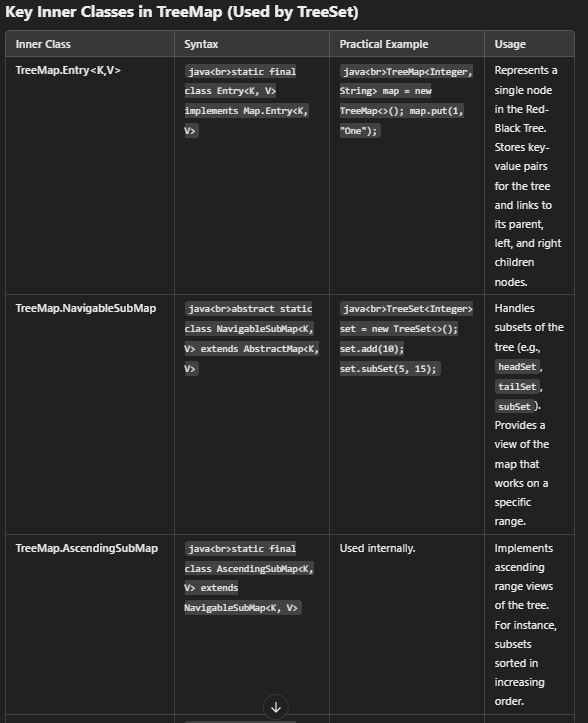 Key Inner Classes in TreeMap (Used by TreeSet)
Inner Class Syntax Practical Example Usage
TreeMap.Entry<K,V>
java<br>static final
class Entry<K, V>
implements Map.Entry<K,
V>
java<br>TreeMap<Integer,
String> map = new
TreeMap<>(); map.put(1,
"One");
Represents a
single node
in the Red-
Black Tree.
Stores key-
value pairs
for the tree
and links to
its parent,
left, and right
children
nodes.
TreeMap.NavigableSubMap
java<br>abstract static
class NavigableSubMap<K,
V> extends AbstractMap<K,
V>
java<br>TreeSet<Integer>
set = new TreeSet<>();
set.add(10);
set.subSet(5, 15);
Handles
subsets of the
tree (e.g.,
headSet,
tailSet,
subSet).
Provides a
view of the
map that
works on a
specific
range.
TreeMap.AscendingSubMap
java<br>static final
class AscendingSubMap<K,
V> extends
NavigableSubMap<K, V>
Used internally.
Implements
ascending
range views
of the tree.
For instance,
subsets
sorted in
increasing
order.